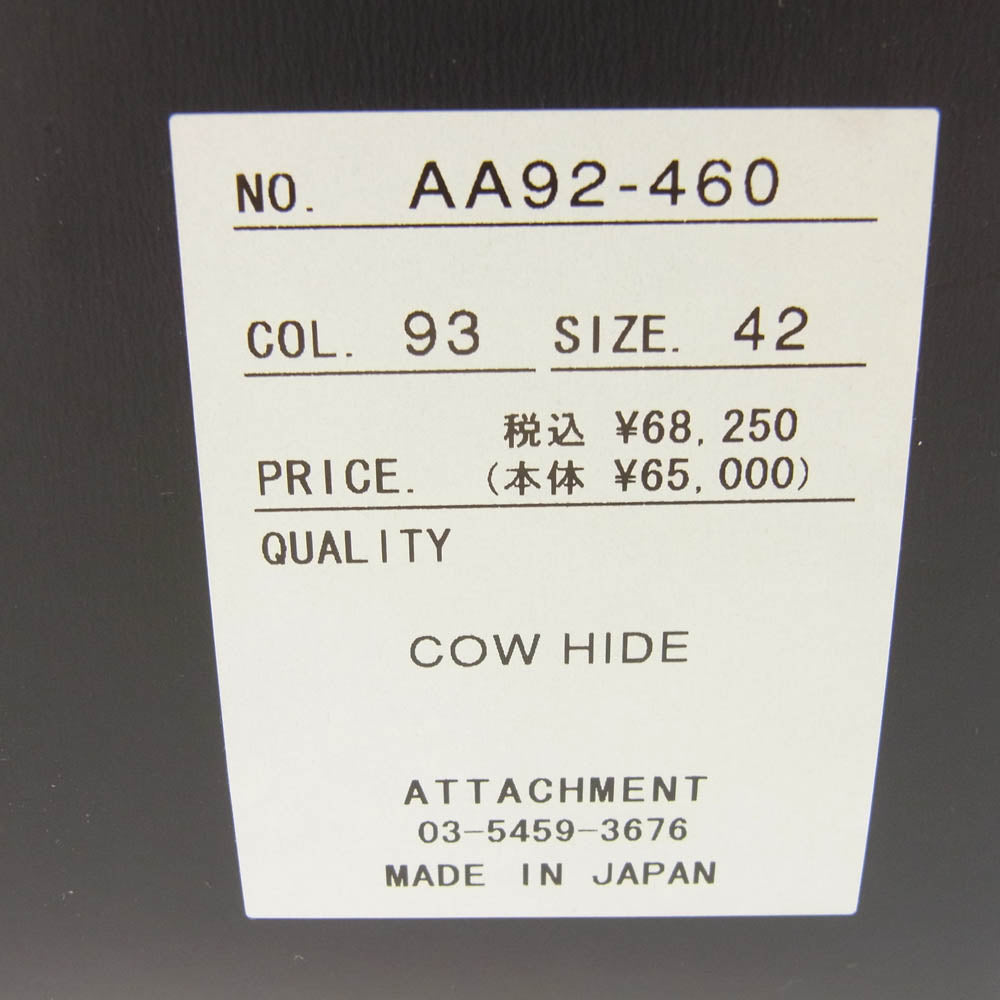 NO. AA92-460
COL. 93 SIZE. 42
税込 ¥68,250
PRICE. (本体 ¥65,000)
QUALITY
COW HIDE
ATTACHMENT
03-5459-3676
MADE IN JAPAN